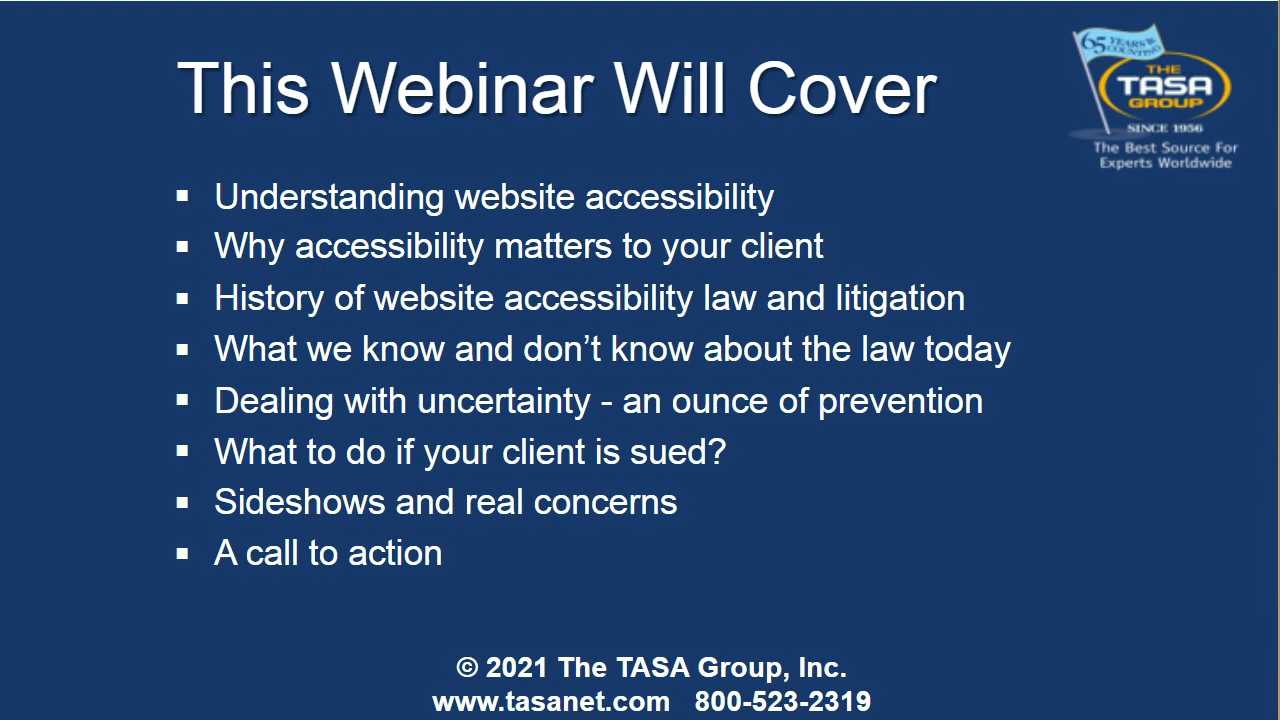 This Webinar Will Cover
65 YEARS &
COUNTING
THE
TASA
GROUP
SINCE 1956
The Best Source For
Experts Worldwide
▪ Understanding website accessibility
▪ Why accessibility matters to your client
▪ History of website accessibility law and litigation
▪ What we know and don’t know about the law today
▪ Dealing with uncertainty - an ounce of prevention
▪ What to do if your client is sued?
▪ Sideshows and real concerns
▪ A call to action
© 2021 The TASA Group, Inc.
www.tasanet.com 800-523-2319